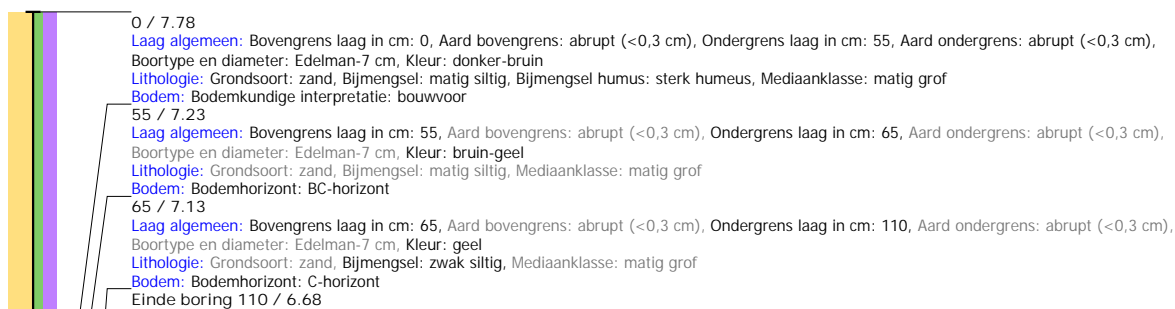 0 / 7.78
Laag algemeen: Bovengrens laag in cm: 0, Aard bovengrens: abrupt (<0,3 cm), Ondergrens laag in cm: 55, Aard ondergrens: abrupt (<0,3 cm),
Boortype en diameter: Edelman-7 cm, Kleur: donker-bruin
Lithologie: Grondsoort: zand, Bijmengsel: matig siltig, Bijmengsel humus: sterk humeus, Mediaanklasse: matig grof
Bodem: Bodemkundige interpretatie: bouwvoor
55 / 7.23
Laag algemeen: Bovengrens laag in cm: 55, Aard bovengrens: abrupt (<0,3 cm), Ondergrens laag in cm: 65, Aard ondergrens: abrupt (<0,3 cm),
Boortype en diameter: Edelman-7 cm, Kleur: bruin-geel
Lithologie: Grondsoort: zand, Bijmengsel: matig siltig, Mediaanklasse: matig grof
Bodem: Bodemhorizont: BC-horizont
65 / 7.13
Laag algemeen: Bovengrens laag in cm: 65, Aard bovengrens: abrupt (<0,3 cm), Ondergrens laag in cm: 110, Aard ondergrens: abrupt (<0,3 cm),
Boortype en diameter: Edelman-7 cm, Kleur: geel
Lithologie: Grondsoort: zand, Bijmengsel: zwak siltig, Mediaanklasse: matig grof
Bodem: Bodemhorizont: C-horizont
Einde boring 110 / 6.68